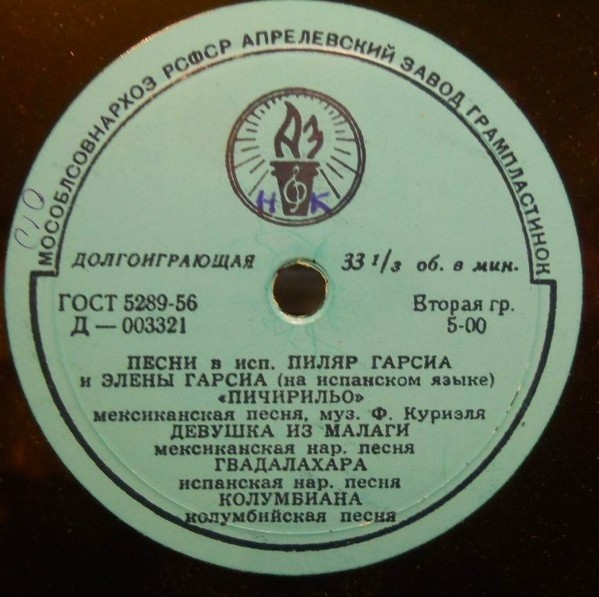 МОСОБЛСОВНАРХОЗ РСФСР АПРЕЛЕВСКИЙ ЗАВОД ГРАМПЛАСТИНОК
АЗ
Н К
ДОЛГОИГРАЮЩАЯ 33 1/3 об. в мин.
ГОСТ 5289-56 Вторая гр.
Д — 003321 5-00
ПЕСНИ в исп. ПИЛЯР ГАРСИА
и ЭЛЕНЫ ГАРСИА (на испанском языке)
«ПИЧИРИЛЬО»
мексиканская песня, муз. Ф. Куриэля
ДЕВУШКА ИЗ МАЛАГИ
мексиканская нар. песня
ГВАДАЛАХАРА
испанская нар. песня
КОЛУМБИАНА
колумбийская песня